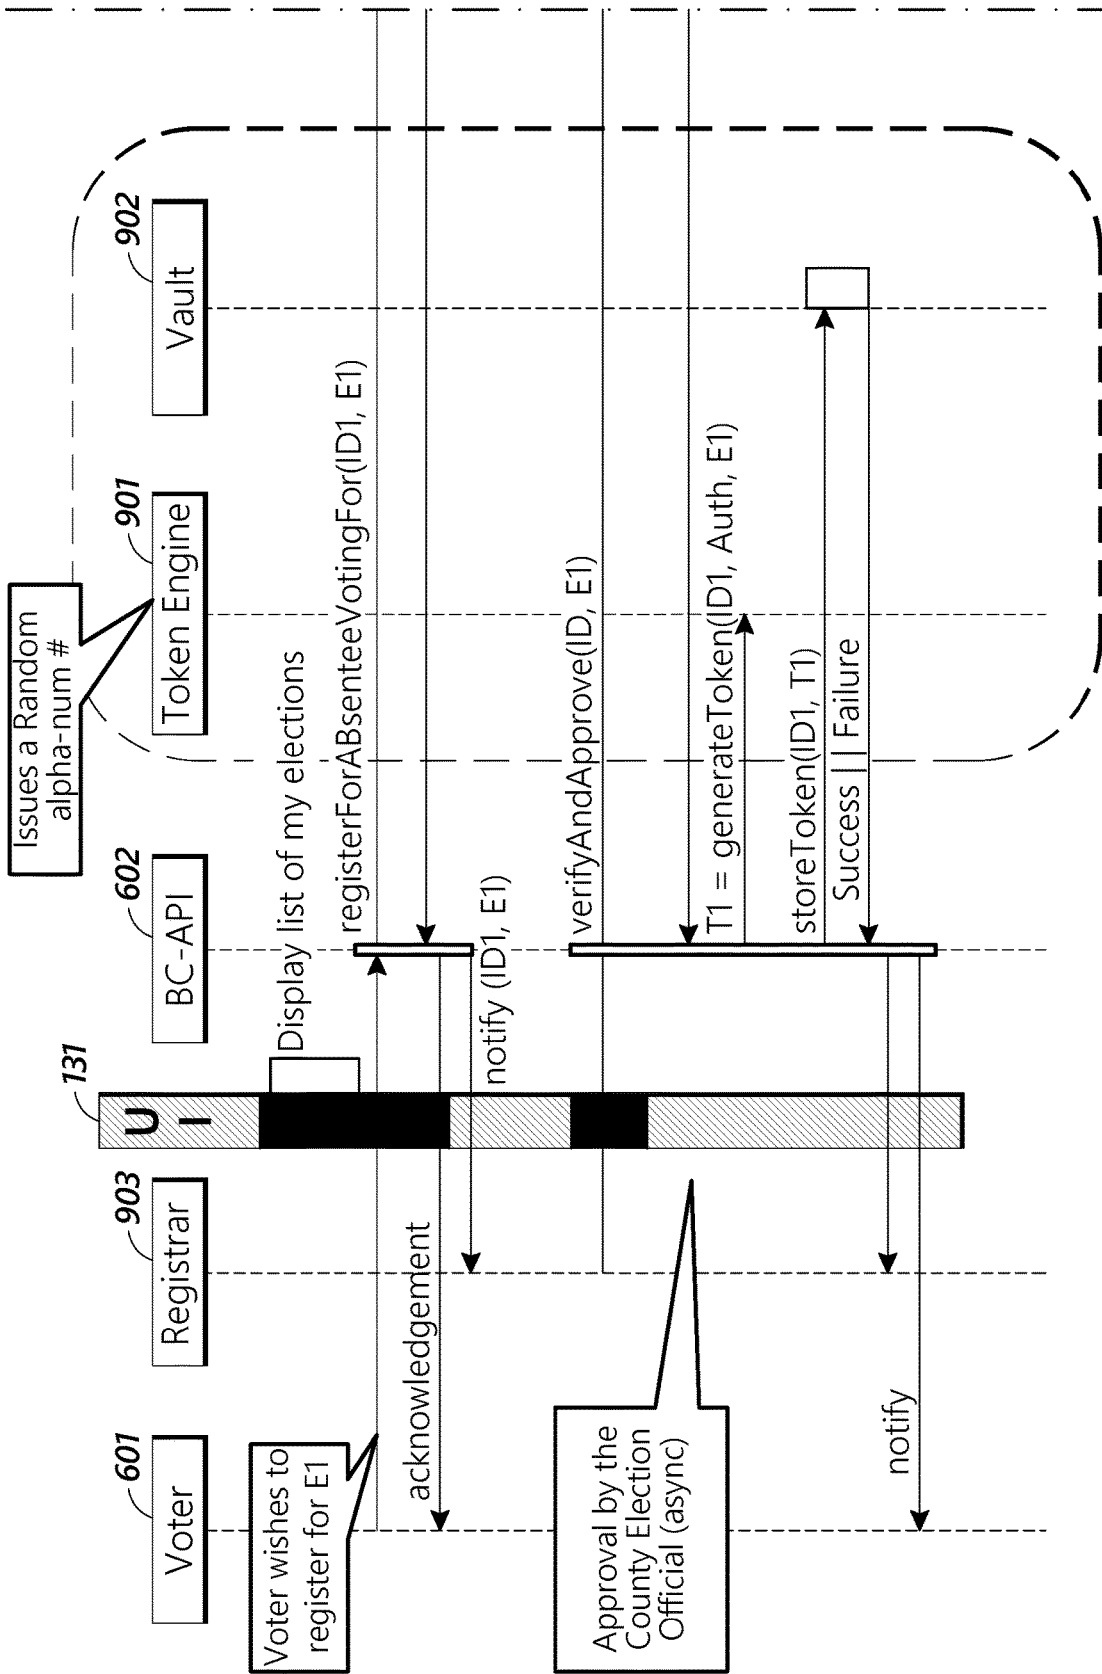 Issues a Random
alpha-num #
601
903
131
602
901
902
Voter
Registrar
UI
BC-API
Token Engine
Vault
Voter wishes to
register for E1
Display list of my elections
registerForABsenteeVotingFor(ID1, E1)
acknowledgement
notify (ID1, E1)
Approval by the
County Election
Official (async)
verifyAndApprove(ID, E1)
T1 = generateToken(ID1, Auth, E1)
storeToken(ID1, T1)
Success || Failure
notify